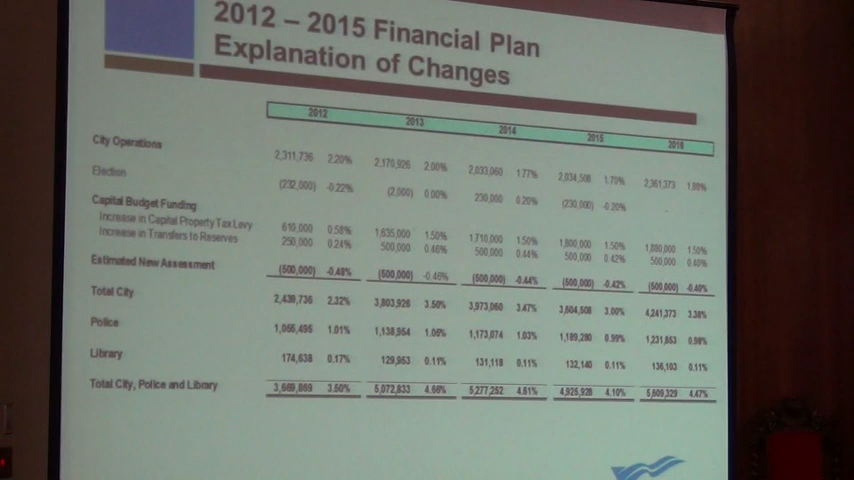 2012 – 2015 Financial Plan
Explanation of Changes
2012 2013 2014 2015 2016
City Operations 2,311,736 2.20% 2,170,926 2.00% 2,033,060 1.77% 2,034,508 1.70% 2,361,373 1.88%
Election (232,000) -0.22% (2,000) 0.00% 230,000 0.20% (230,000) -0.20% -
Capital Budget Funding
Increase in Capital Property Tax Levy 610,000 0.58% 1,635,000 1.50% 1,710,000 1.50% 1,800,000 1.50% 1,880,000 1.50%
Increase in Transfers to Reserves 250,000 0.24% 500,000 0.46% 500,000 0.44% 500,000 0.42% 500,000 0.40%
Estimated New Assessment (500,000) -0.48% (500,000) -0.46% (500,000) -0.44% (500,000) -0.42% (500,000) -0.40%
Total City 2,439,736 2.32% 3,803,926 3.50% 3,973,060 3.47% 3,604,508 3.00% 4,241,373 3.38%
Police 1,055,495 1.01% 1,138,954 1.05% 1,173,074 1.03% 1,189,280 0.99% 1,231,853 0.98%
Library 174,638 0.17% 129,953 0.11% 131,118 0.11% 132,140 0.11% 136,103 0.11%
Total City, Police and Library 3,669,869 3.50% 5,072,833 4.66% 5,277,252 4.61% 4,925,928 4.10% 5,609,329 4.47%